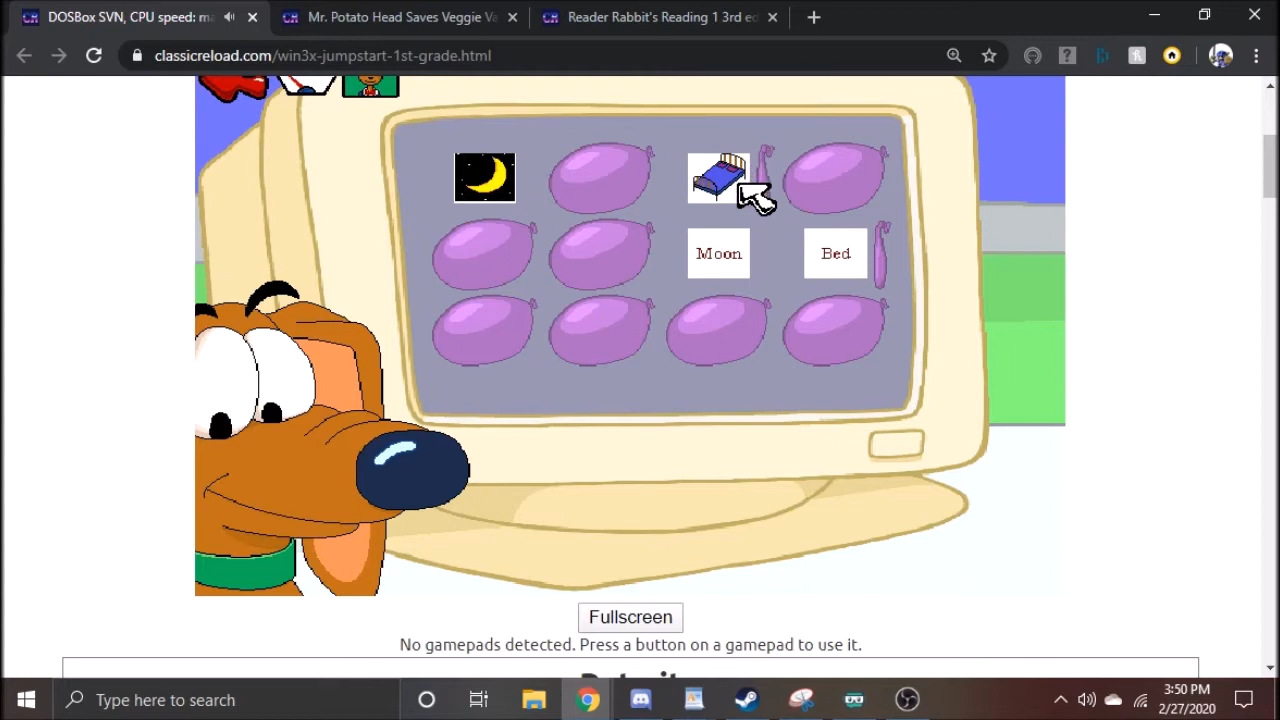 DOSBox SVN, CPU speed: ma
Mr. Potato Head Saves Veggie Va
Reader Rabbit's Reading 1 3rd ed
classicreload.com/win3x-jumpstart-1st-grade.html
Moon
Bed
Fullscreen
No gamepads detected. Press a button on a gamepad to use it.
Type here to search
3:50 PM
2/27/2020